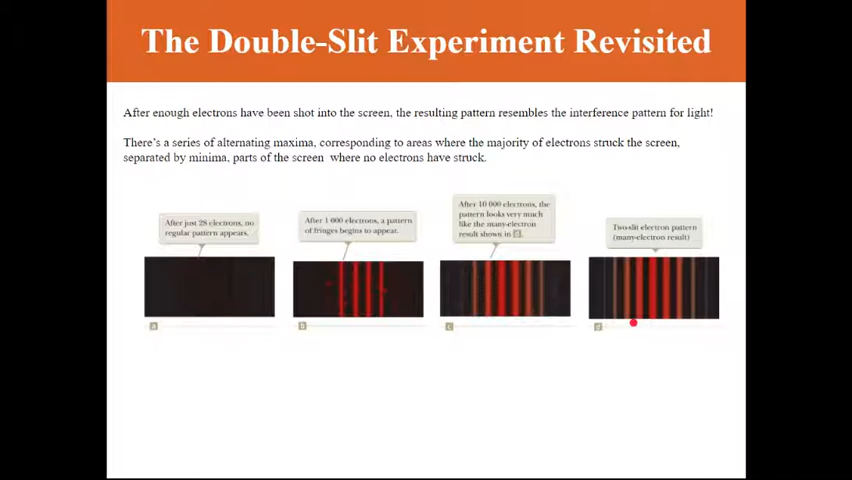 The Double-Slit Experiment Revisited
After enough electrons have been shot into the screen, the resulting pattern resembles the interference pattern for light!
There's a series of alternating maxima, corresponding to areas where the majority of electrons struck the screen,
separated by minima, parts of the screen where no electrons have struck.
After just 28 electrons, no
regular pattern appears.
After 1 000 electrons, a pattern
of fringes begins to appear.
After 10 000 electrons, the
pattern looks very much
like the many-electron
result shown in d.
Two-slit electron pattern
(many-electron result)
a
b
c
d